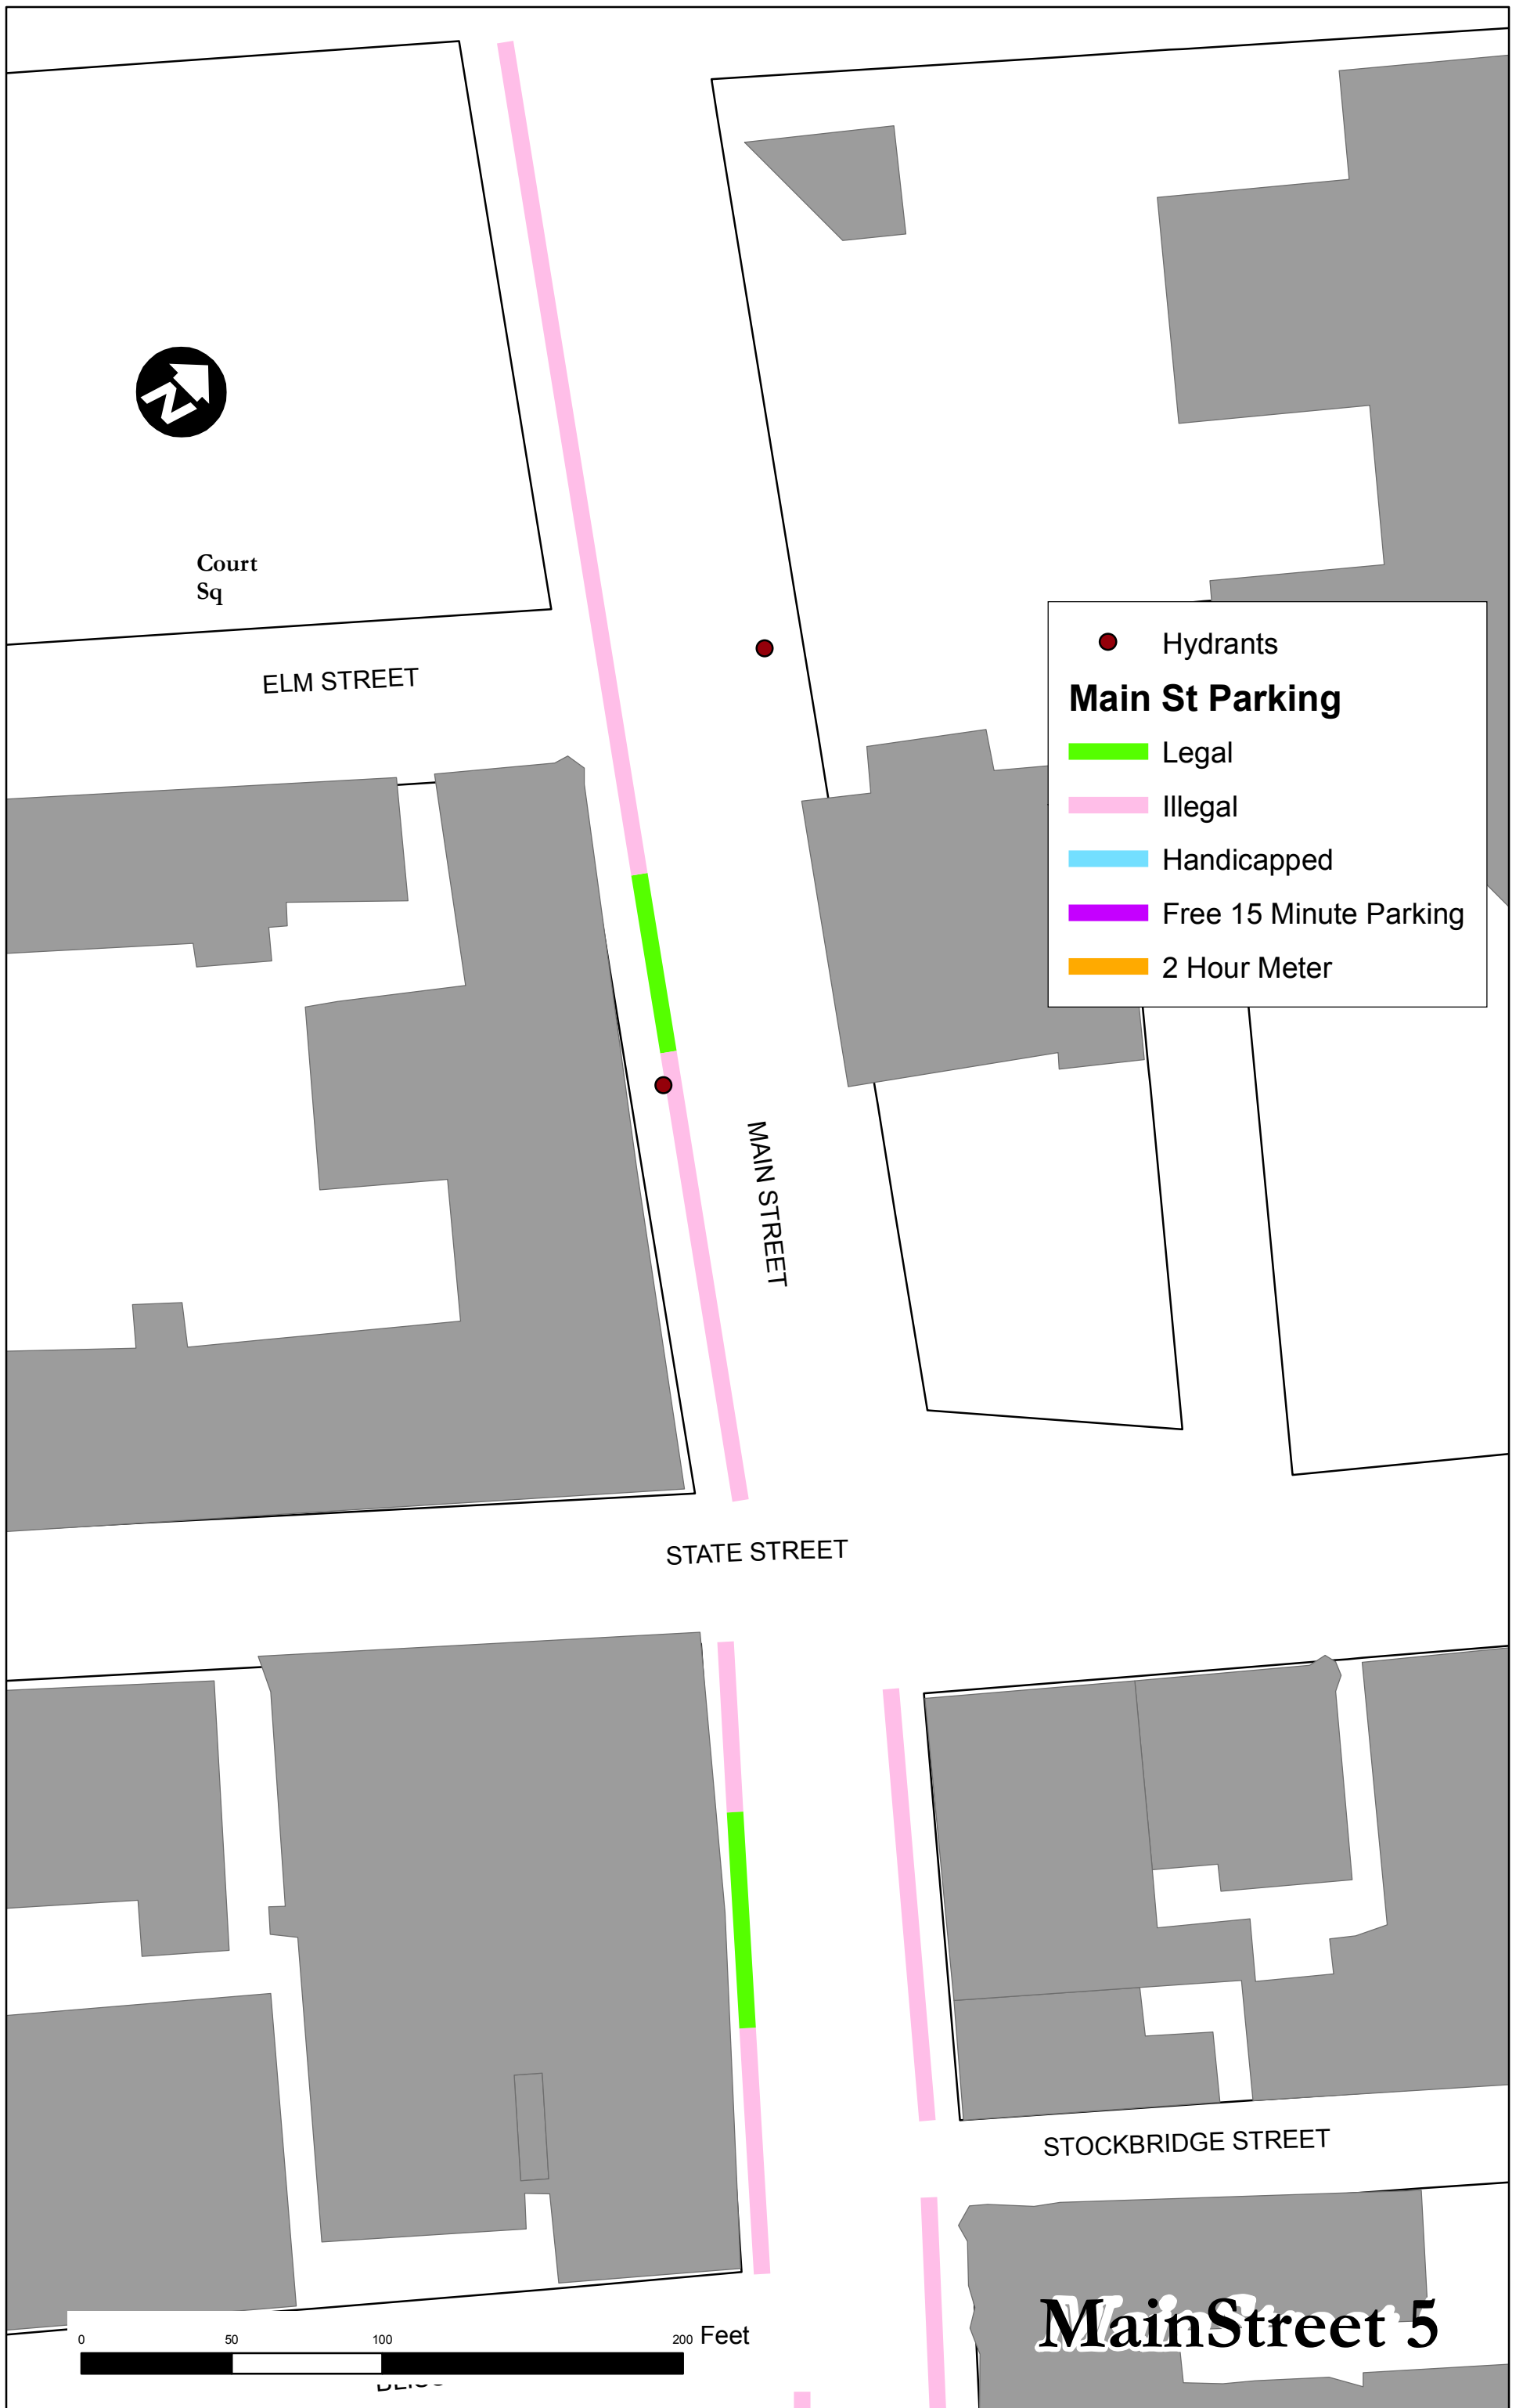 N
Court
Sq
ELM STREET
Hydrants
Main St Parking
Legal
Illegal
Handicapped
Free 15 Minute Parking
2 Hour Meter
MAIN STREET
STATE STREET
STOCKBRIDGE STREET
MainStreet 5
0 50 100 200 Feet